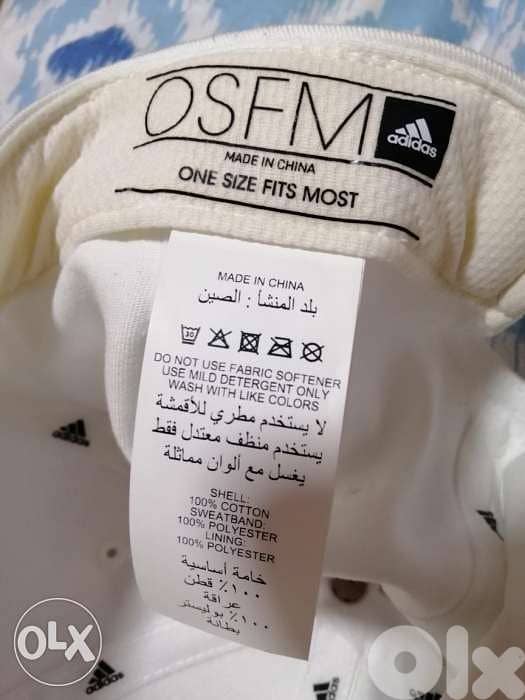 OSFM
adidas
MADE IN CHINA
ONE SIZE FITS MOST
MADE IN CHINA
بلد المنشأ : الصين
30
DO NOT USE FABRIC SOFTENER
USE MILD DETERGENT ONLY
WASH WITH LIKE COLORS
لا يستخدم مطري للأقمشة
يستخدم منظف معتدل فقط
يغسل مع ألوان مماثلة
SHELL:
100% COTTON
SWEATBAND:
100% POLYESTER
LINING:
100% POLYESTER
خامة أساسية
١٠٠٪ قطن
عراقة
١٠٠٪ بوليستر
بطانة
OLX
OLX